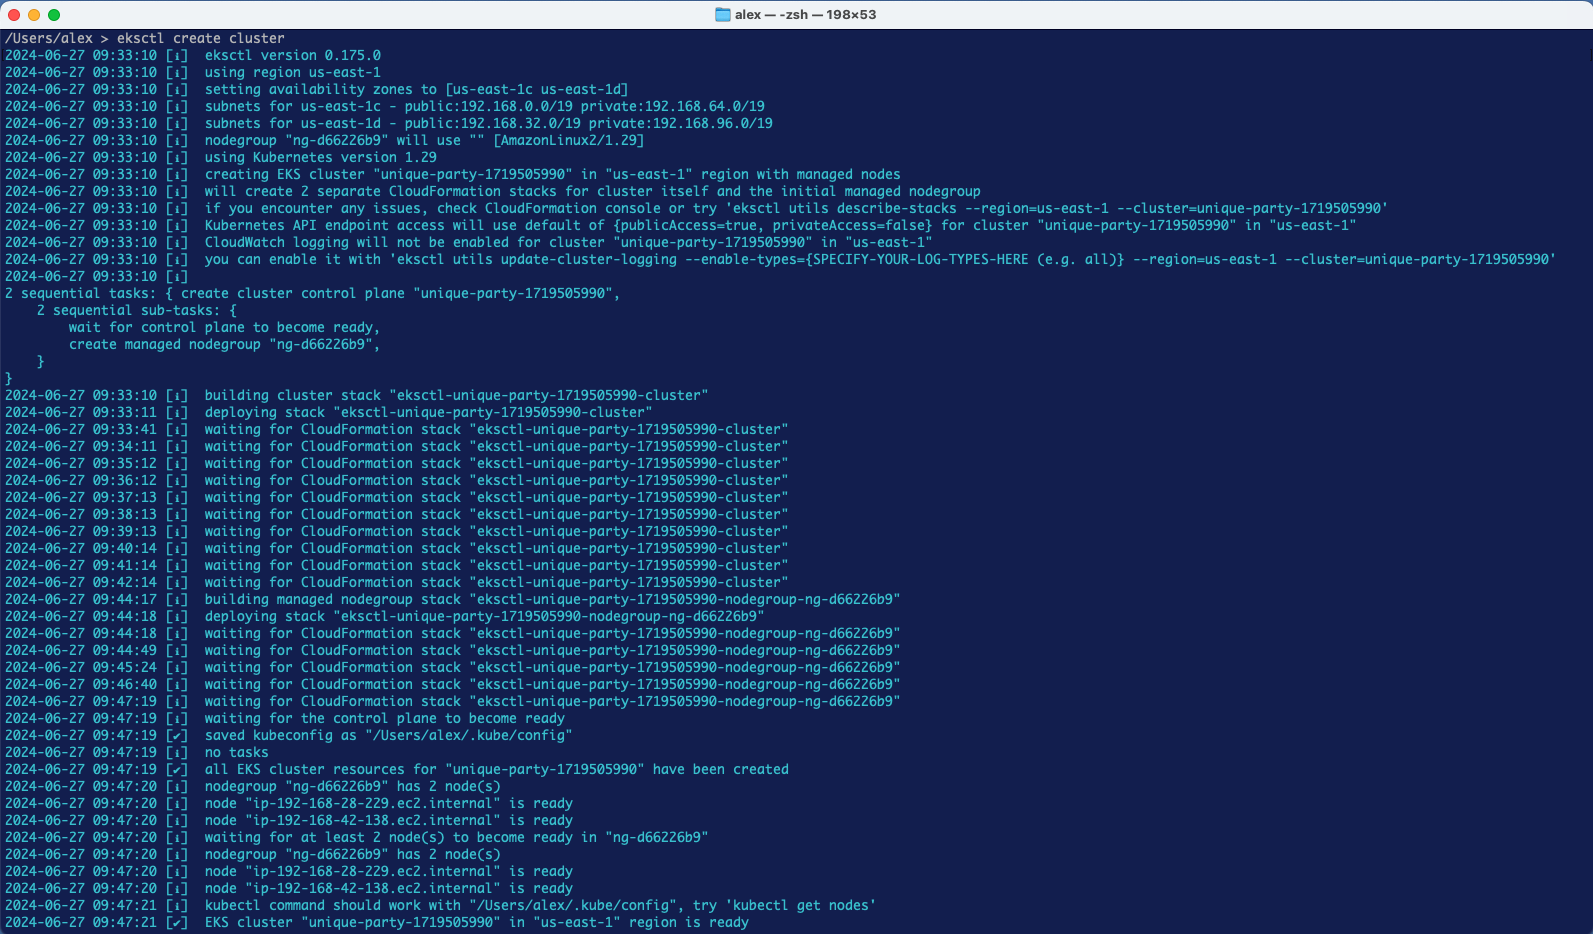 alex — -zsh — 198×53
/Users/alex > eksctl create cluster
2024-06-27 09:33:10 [ℹ]  eksctl version 0.175.0
2024-06-27 09:33:10 [ℹ]  using region us-east-1
2024-06-27 09:33:10 [ℹ]  setting availability zones to [us-east-1c us-east-1d]
2024-06-27 09:33:10 [ℹ]  subnets for us-east-1c - public:192.168.0.0/19 private:192.168.64.0/19
2024-06-27 09:33:10 [ℹ]  subnets for us-east-1d - public:192.168.32.0/19 private:192.168.96.0/19
2024-06-27 09:33:10 [ℹ]  nodegroup "ng-d66226b9" will use "" [AmazonLinux2/1.29]
2024-06-27 09:33:10 [ℹ]  using Kubernetes version 1.29
2024-06-27 09:33:10 [ℹ]  creating EKS cluster "unique-party-1719505990" in "us-east-1" region with managed nodes
2024-06-27 09:33:10 [ℹ]  will create 2 separate CloudFormation stacks for cluster itself and the initial managed nodegroup
2024-06-27 09:33:10 [ℹ]  if you encounter any issues, check CloudFormation console or try 'eksctl utils describe-stacks --region=us-east-1 --cluster=unique-party-1719505990'
2024-06-27 09:33:10 [ℹ]  Kubernetes API endpoint access will use default of {publicAccess=true, privateAccess=false} for cluster "unique-party-1719505990" in "us-east-1"
2024-06-27 09:33:10 [ℹ]  CloudWatch logging will not be enabled for cluster "unique-party-1719505990" in "us-east-1"
2024-06-27 09:33:10 [ℹ]  you can enable it with 'eksctl utils update-cluster-logging --enable-types={SPECIFY-YOUR-LOG-TYPES-HERE (e.g. all)} --region=us-east-1 --cluster=unique-party-1719505990'
2024-06-27 09:33:10 [ℹ]
2 sequential tasks: { create cluster control plane "unique-party-1719505990",
    2 sequential sub-tasks: {
        wait for control plane to become ready,
        create managed nodegroup "ng-d66226b9",
    }
}
2024-06-27 09:33:10 [ℹ]  building cluster stack "eksctl-unique-party-1719505990-cluster"
2024-06-27 09:33:11 [ℹ]  deploying stack "eksctl-unique-party-1719505990-cluster"
2024-06-27 09:33:41 [ℹ]  waiting for CloudFormation stack "eksctl-unique-party-1719505990-cluster"
2024-06-27 09:34:11 [ℹ]  waiting for CloudFormation stack "eksctl-unique-party-1719505990-cluster"
2024-06-27 09:35:12 [ℹ]  waiting for CloudFormation stack "eksctl-unique-party-1719505990-cluster"
2024-06-27 09:36:12 [ℹ]  waiting for CloudFormation stack "eksctl-unique-party-1719505990-cluster"
2024-06-27 09:37:13 [ℹ]  waiting for CloudFormation stack "eksctl-unique-party-1719505990-cluster"
2024-06-27 09:38:13 [ℹ]  waiting for CloudFormation stack "eksctl-unique-party-1719505990-cluster"
2024-06-27 09:39:13 [ℹ]  waiting for CloudFormation stack "eksctl-unique-party-1719505990-cluster"
2024-06-27 09:40:14 [ℹ]  waiting for CloudFormation stack "eksctl-unique-party-1719505990-cluster"
2024-06-27 09:41:14 [ℹ]  waiting for CloudFormation stack "eksctl-unique-party-1719505990-cluster"
2024-06-27 09:42:14 [ℹ]  waiting for CloudFormation stack "eksctl-unique-party-1719505990-cluster"
2024-06-27 09:44:17 [ℹ]  building managed nodegroup stack "eksctl-unique-party-1719505990-nodegroup-ng-d66226b9"
2024-06-27 09:44:18 [ℹ]  deploying stack "eksctl-unique-party-1719505990-nodegroup-ng-d66226b9"
2024-06-27 09:44:18 [ℹ]  waiting for CloudFormation stack "eksctl-unique-party-1719505990-nodegroup-ng-d66226b9"
2024-06-27 09:44:49 [ℹ]  waiting for CloudFormation stack "eksctl-unique-party-1719505990-nodegroup-ng-d66226b9"
2024-06-27 09:45:24 [ℹ]  waiting for CloudFormation stack "eksctl-unique-party-1719505990-nodegroup-ng-d66226b9"
2024-06-27 09:46:40 [ℹ]  waiting for CloudFormation stack "eksctl-unique-party-1719505990-nodegroup-ng-d66226b9"
2024-06-27 09:47:19 [ℹ]  waiting for CloudFormation stack "eksctl-unique-party-1719505990-nodegroup-ng-d66226b9"
2024-06-27 09:47:19 [ℹ]  waiting for the control plane to become ready
2024-06-27 09:47:19 [✔]  saved kubeconfig as "/Users/alex/.kube/config"
2024-06-27 09:47:19 [ℹ]  no tasks
2024-06-27 09:47:19 [✔]  all EKS cluster resources for "unique-party-1719505990" have been created
2024-06-27 09:47:20 [ℹ]  nodegroup "ng-d66226b9" has 2 node(s)
2024-06-27 09:47:20 [ℹ]  node "ip-192-168-28-229.ec2.internal" is ready
2024-06-27 09:47:20 [ℹ]  node "ip-192-168-42-138.ec2.internal" is ready
2024-06-27 09:47:20 [ℹ]  waiting for at least 2 node(s) to become ready in "ng-d66226b9"
2024-06-27 09:47:20 [ℹ]  nodegroup "ng-d66226b9" has 2 node(s)
2024-06-27 09:47:20 [ℹ]  node "ip-192-168-28-229.ec2.internal" is ready
2024-06-27 09:47:20 [ℹ]  node "ip-192-168-42-138.ec2.internal" is ready
2024-06-27 09:47:21 [ℹ]  kubectl command should work with "/Users/alex/.kube/config", try 'kubectl get nodes'
2024-06-27 09:47:21 [✔]  EKS cluster "unique-party-1719505990" in "us-east-1" region is ready